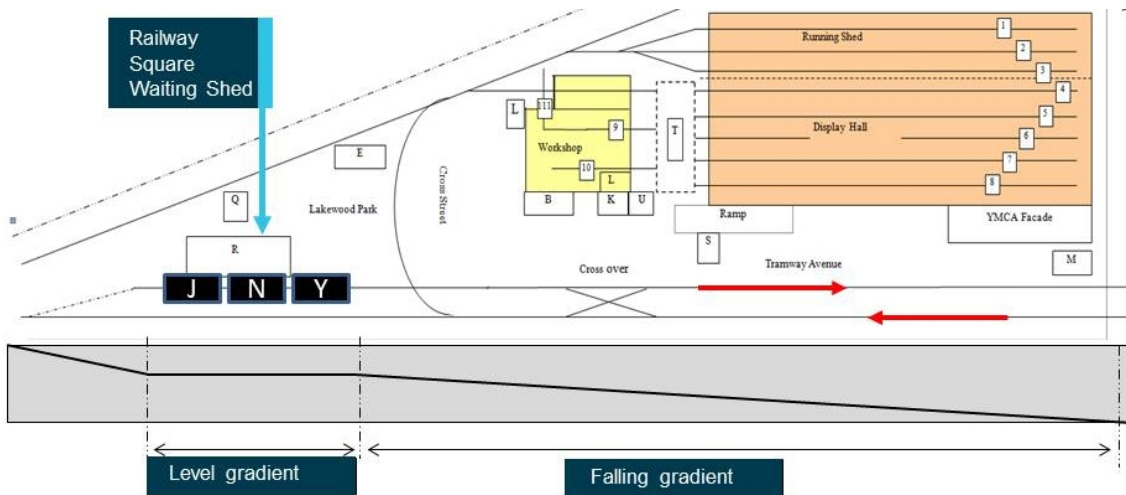 Railway
Square
Waiting Shed
1
Running Shed
2
3
4
5
Display Hall
6
7
8
T
L
111
9
Workshop
10
L
B
K
U
E
Q
Lakewood Park
Cross Street
R
Ramp
YMCA Facade
S
M
Cross over
Tramway Avenue
J
N
Y
Level gradient
Falling gradient